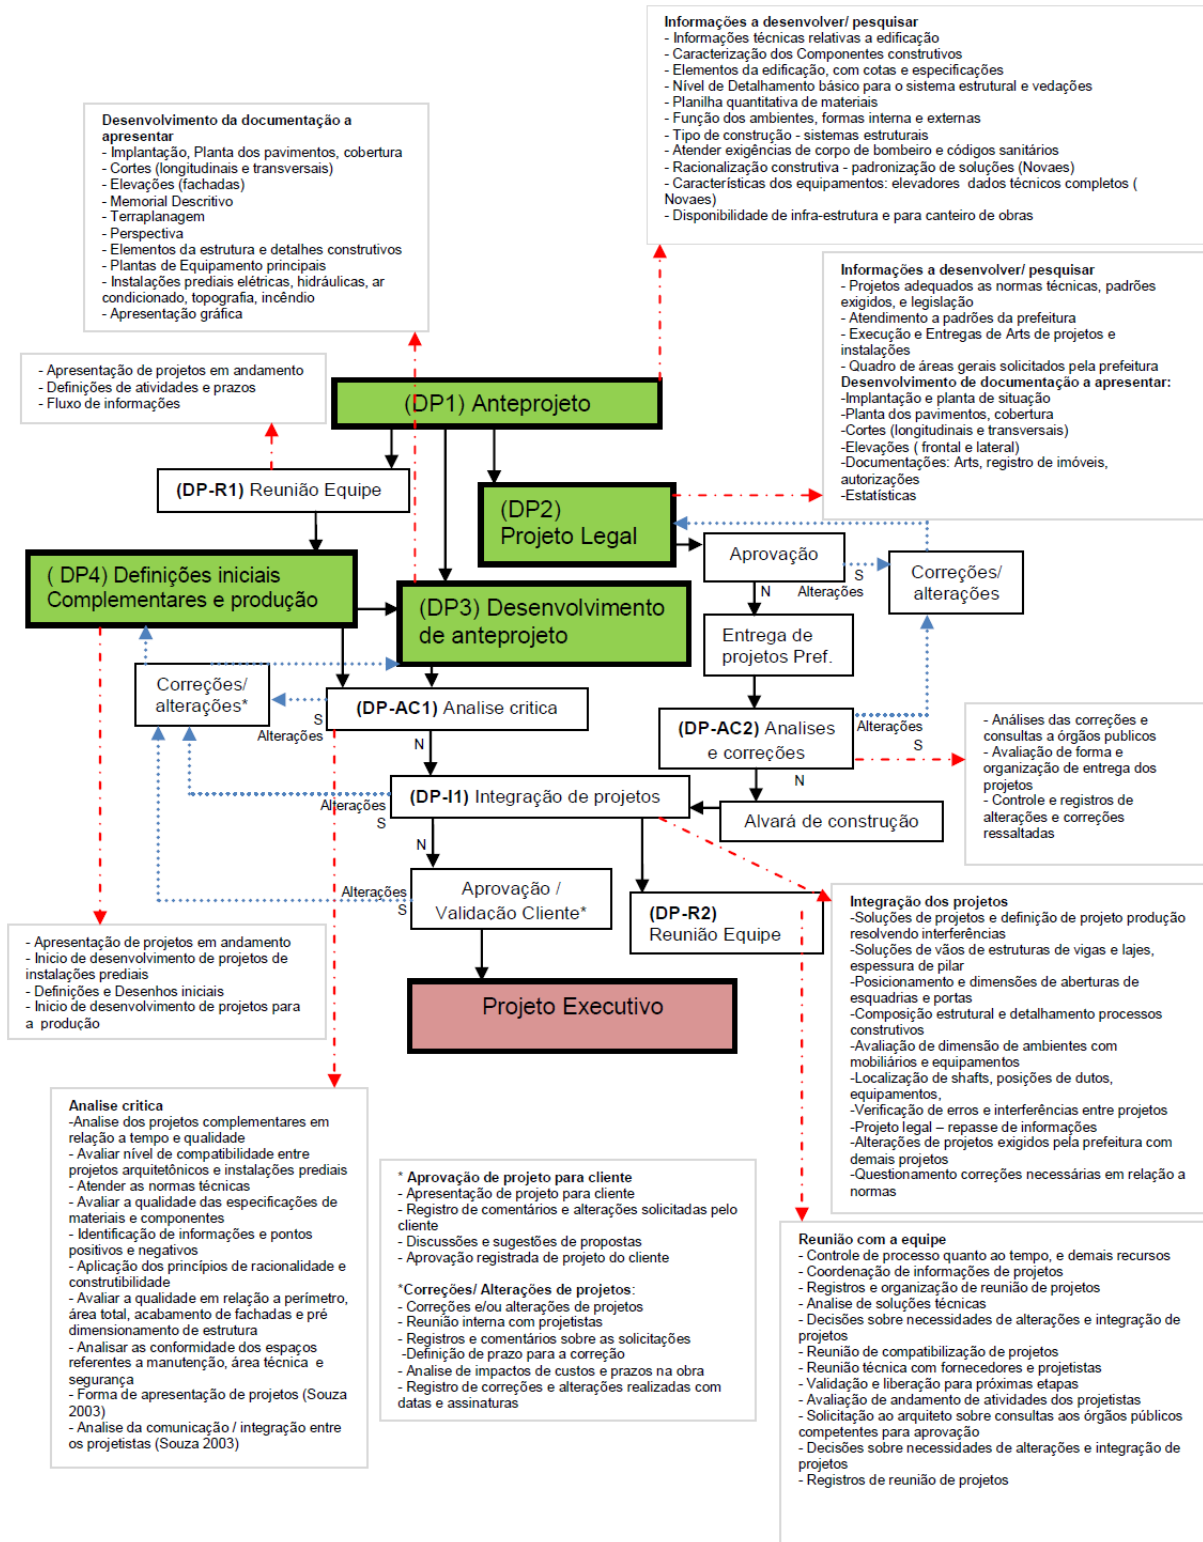 Informações a desenvolver/ pesquisar
- Informações técnicas relativas a edificação
- Caracterização dos Componentes construtivos
- Elementos da edificação, com cotas e especificações
- Nível de Detalhamento básico para o sistema estrutural e vedações
- Planilha quantitativa de materiais
- Função dos ambientes, formas interna e externas
- Tipo de construção - sistemas estruturais
- Atender exigências de corpo de bombeiro e códigos sanitários
- Racionalização construtiva - padronização de soluções (Novaes)
- Características dos equipamentos: elevadores dados técnicos completos (
Novaes)
- Disponibilidade de infra-estrutura e para canteiro de obras
Desenvolvimento da documentação a
apresentar
- Implantação, Planta dos pavimentos, cobertura
- Cortes (longitudinais e transversais)
- Elevações (fachadas)
- Memorial Descritivo
- Terraplanagem
- Perspectiva
- Elementos da estrutura e detalhes construtivos
- Plantas de Equipamento principais
- Instalações prediais elétricas, hidráulicas, ar
condicionado, topografia, incêndio
- Apresentação gráfica
Informações a desenvolver/ pesquisar
- Projetos adequados as normas técnicas, padrões
exigidos, e legislação
- Atendimento a padrões da prefeitura
- Execução e Entregas de Arts de projetos e
instalações
- Quadro de áreas gerais solicitados pela prefeitura
Desenvolvimento de documentação a apresentar:
-Implantação e planta de situação
-Planta dos pavimentos, cobertura
-Cortes (longitudinais e transversais)
-Elevações ( frontal e lateral)
-Documentações: Arts, registro de imóveis,
autorizações
-Estatísticas
- Apresentação de projetos em andamento
- Definições de atividades e prazos
- Fluxo de informações
(DP1) Anteprojeto
(DP-R1) Reunião Equipe
(DP2)
Projeto Legal
Aprovação
S
Alterações
N
Correções/
alterações
( DP4) Definições iniciais
Complementares e produção
(DP3) Desenvolvimento
de anteprojeto
Entrega de
projetos Pref.
Correções/
alterações*
S
Alterações
(DP-AC1) Analise critica
N
(DP-AC2) Analises
e correções
Alterações
S
N
- Análises das correções e
consultas a órgãos publicos
- Avaliação de forma e
organização de entrega dos
projetos
- Controle e registros de
alterações e correções
ressaltadas
(DP-I1) Integração de projetos
Alterações
S
N
Alvará de construção
Aprovação /
Validação Cliente*
Alterações
S
(DP-R2)
Reunião Equipe
Projeto Executivo
- Apresentação de projetos em andamento
- Inicio de desenvolvimento de projetos de
instalações prediais
- Definições e Desenhos iniciais
- Inicio de desenvolvimento de projetos para
a produção
Integração dos projetos
-Soluções de projetos e definição de projeto produção
resolvendo interferências
-Soluções de vãos de estruturas de vigas e lajes,
espessura de pilar
-Posicionamento e dimensões de aberturas de
esquadrias e portas
-Composição estrutural e detalhamento processos
construtivos
-Avaliação de dimensão de ambientes com
mobiliários e equipamentos
-Localização de shafts, posições de dutos,
equipamentos,
-Verificação de erros e interferências entre projetos
-Projeto legal – repasse de informações
-Alterações de projetos exigidos pela prefeitura com
demais projetos
-Questionamento correções necessárias em relação a
normas
Analise critica
-Analise dos projetos complementares em
relação a tempo e qualidade
- Avaliar nível de compatibilidade entre
projetos arquitetônicos e instalações prediais
- Atender as normas técnicas
- Avaliar a qualidade das especificações de
materiais e componentes
- Identificação de informações e pontos
positivos e negativos
- Aplicação dos princípios de racionalidade e
construtibilidade
- Avaliar a qualidade em relação a perímetro,
área total, acabamento de fachadas e pré
dimensionamento de estrutura
- Analisar as conformidade dos espaços
referentes a manutenção, área técnica e
segurança
- Forma de apresentação de projetos (Souza
2003)
- Analise da comunicação / integração entre
os projetistas (Souza 2003)
* Aprovação de projeto para cliente
- Apresentação de projeto para cliente
- Registro de comentários e alterações solicitadas pelo
cliente
- Discussões e sugestões de propostas
- Aprovação registrada de projeto do cliente
*Correções/ Alterações de projetos:
- Correções e/ou alterações de projetos
- Reunião interna com projetistas
- Registros e comentários sobre as solicitações
-Definição de prazo para a correção
- Analise de impactos de custos e prazos na obra
- Registro de correções e alterações realizadas com
datas e assinaturas
Reunião com a equipe
- Controle de processo quanto ao tempo, e demais recursos
- Coordenação de informações de projetos
- Registros e organização de reunião de projetos
- Analise de soluções técnicas
- Decisões sobre necessidades de alterações e integração de
projetos
- Reunião de compatibilização de projetos
- Reunião técnica com fornecedores e projetistas
- Validação e liberação para próximas etapas
- Avaliação de andamento de atividades dos projetistas
- Solicitação ao arquiteto sobre consultas aos órgãos públicos
competentes para aprovação
- Decisões sobre necessidades de alterações e integração de
projetos
- Registros de reunião de projetos